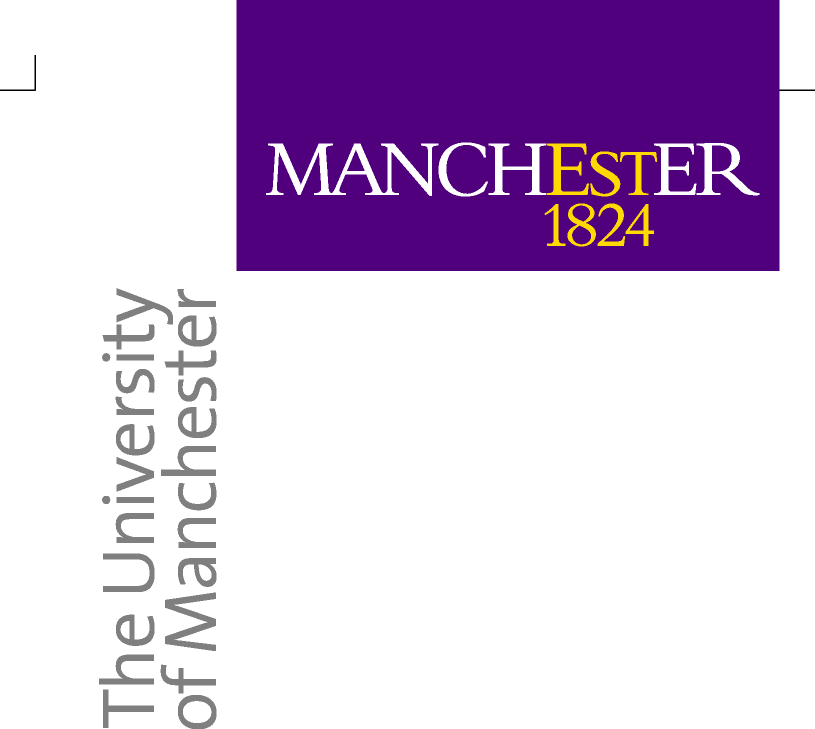 MANCHESTER
1824
The University
of Manchester